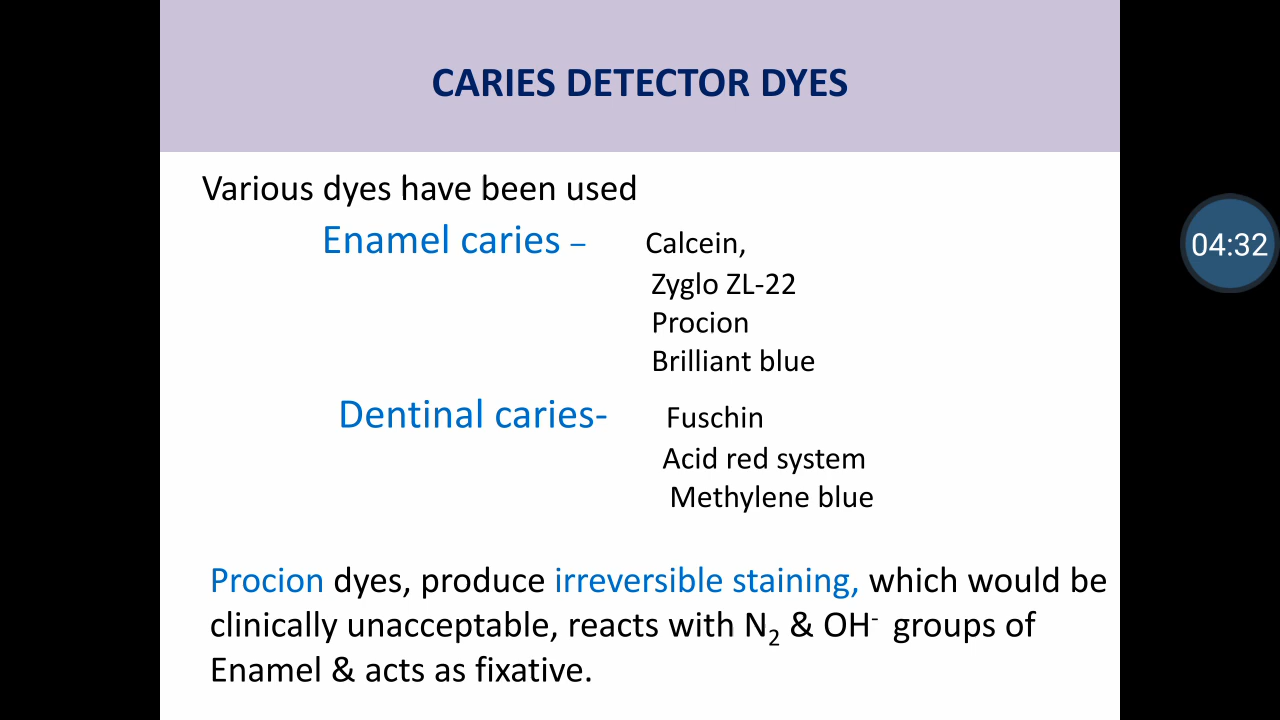 CARIES DETECTOR DYES
Various dyes have been used
Enamel caries – Calcein,
Zyglo ZL-22
Procion
Brilliant blue
Dentinal caries- Fuschin
Acid red system
Methylene blue
Procion dyes, produce irreversible staining, which would be
clinically unacceptable, reacts with N₂ & OH⁻ groups of
Enamel & acts as fixative.
04:32